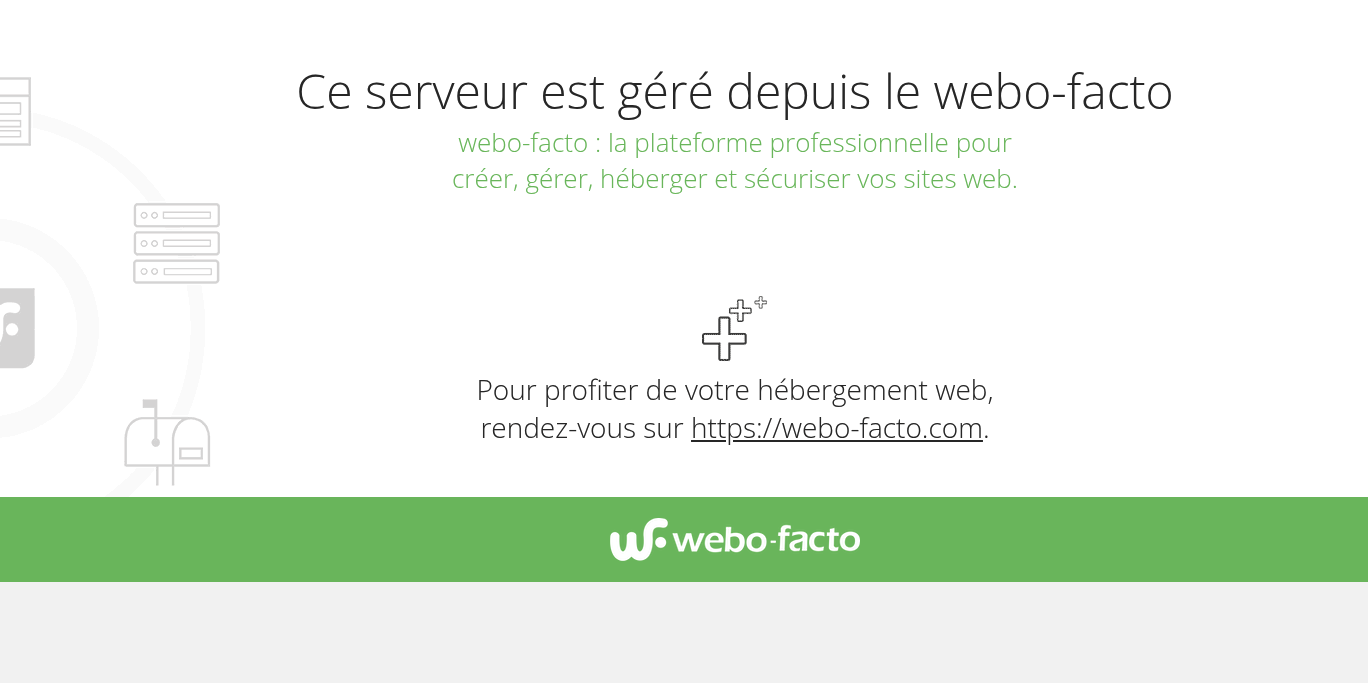 Ce serveur est géré depuis le webo-facto
webo-facto : la plateforme professionnelle pour
créer, gérer, héberger et sécuriser vos sites web.
Pour profiter de votre hébergement web,
rendez-vous sur https://webo-facto.com.
webo-facto